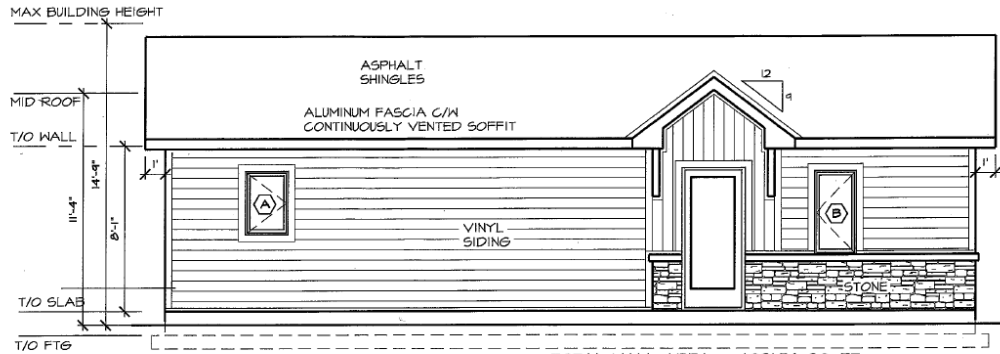 MAX BUILDING HEIGHT
ASPHALT
SHINGLES
12
9
MID ROOF
ALUMINUM FASCIA C/W
CONTINUOUSLY VENTED SOFFIT
T/O WALL
1'
1'
14'-9"
11'-4"
8'-1"
A
B
VINYL
SIDING
STONE
T/O SLAB
T/O FTG